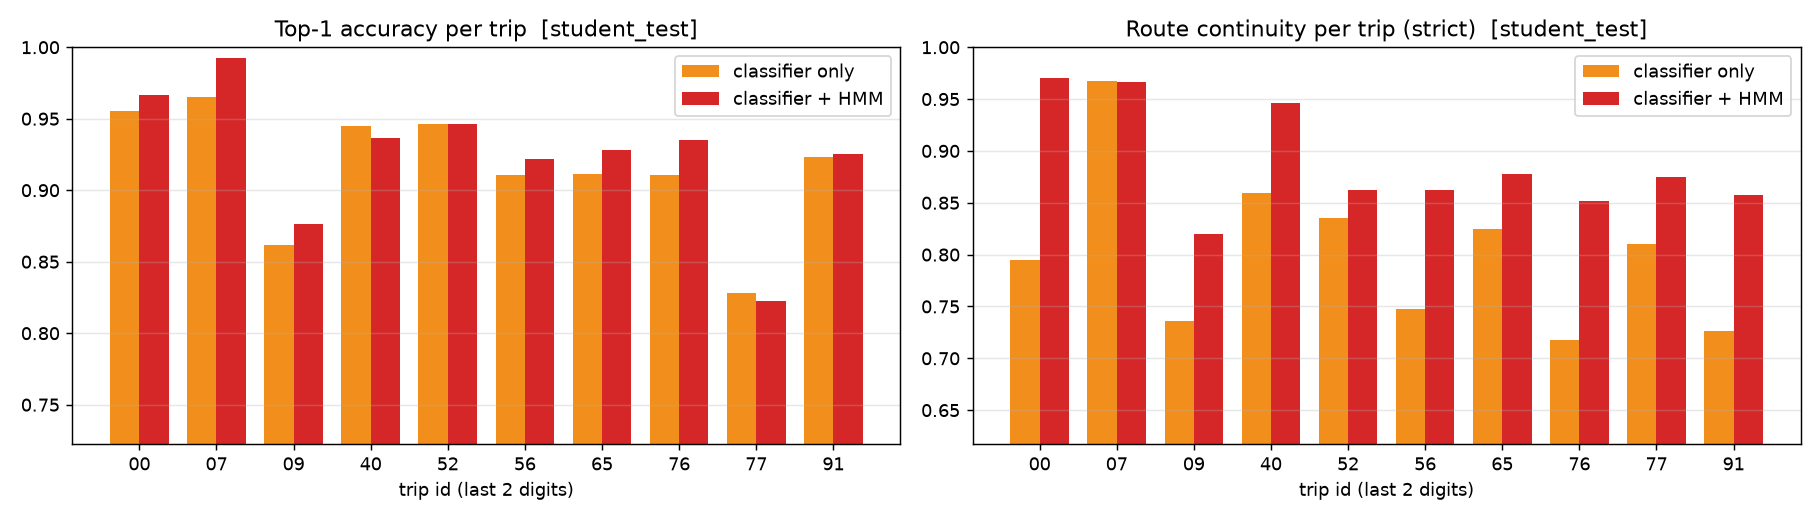 Top-1 accuracy per trip [student_test]
1.00
0.95
0.90
0.85
0.80
0.75
classifier only
classifier + HMM
00 07 09 40 52 56 65 76 77 91
trip id (last 2 digits)
Route continuity per trip (strict) [student_test]
1.00
0.95
0.90
0.85
0.80
0.75
0.70
0.65
classifier only
classifier + HMM
00 07 09 40 52 56 65 76 77 91
trip id (last 2 digits)